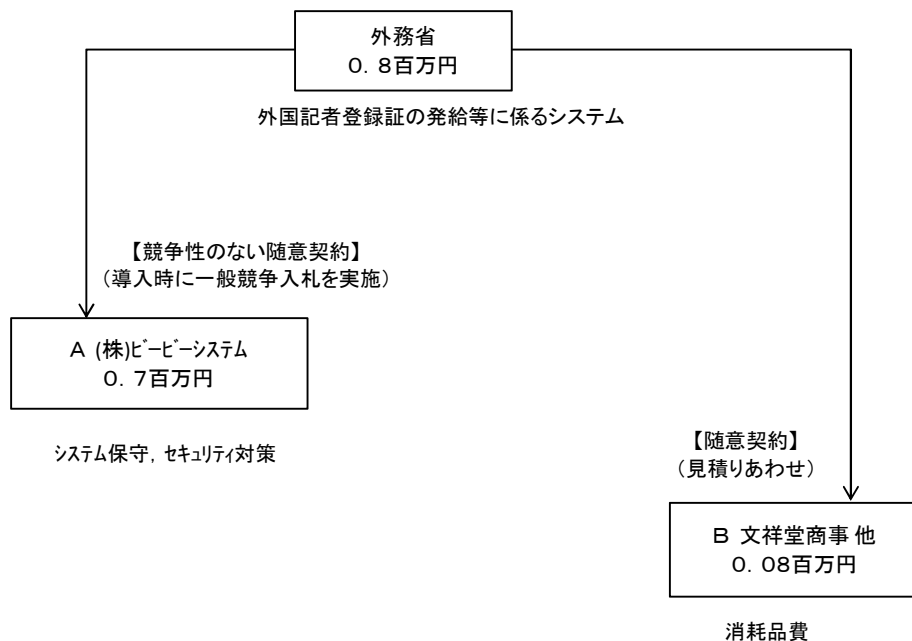 外務省
０．８百万円
外国記者登録証の発給等に係るシステム
【競争性のない随意契約】
（導入時に一般競争入札を実施）
Ａ (株)ﾋﾞｰﾋﾞｰシステム
０．７百万円
システム保守，セキュリティ対策
【随意契約】
（見積りあわせ）
Ｂ 文祥堂商事 他
０．０８百万円
消耗品費